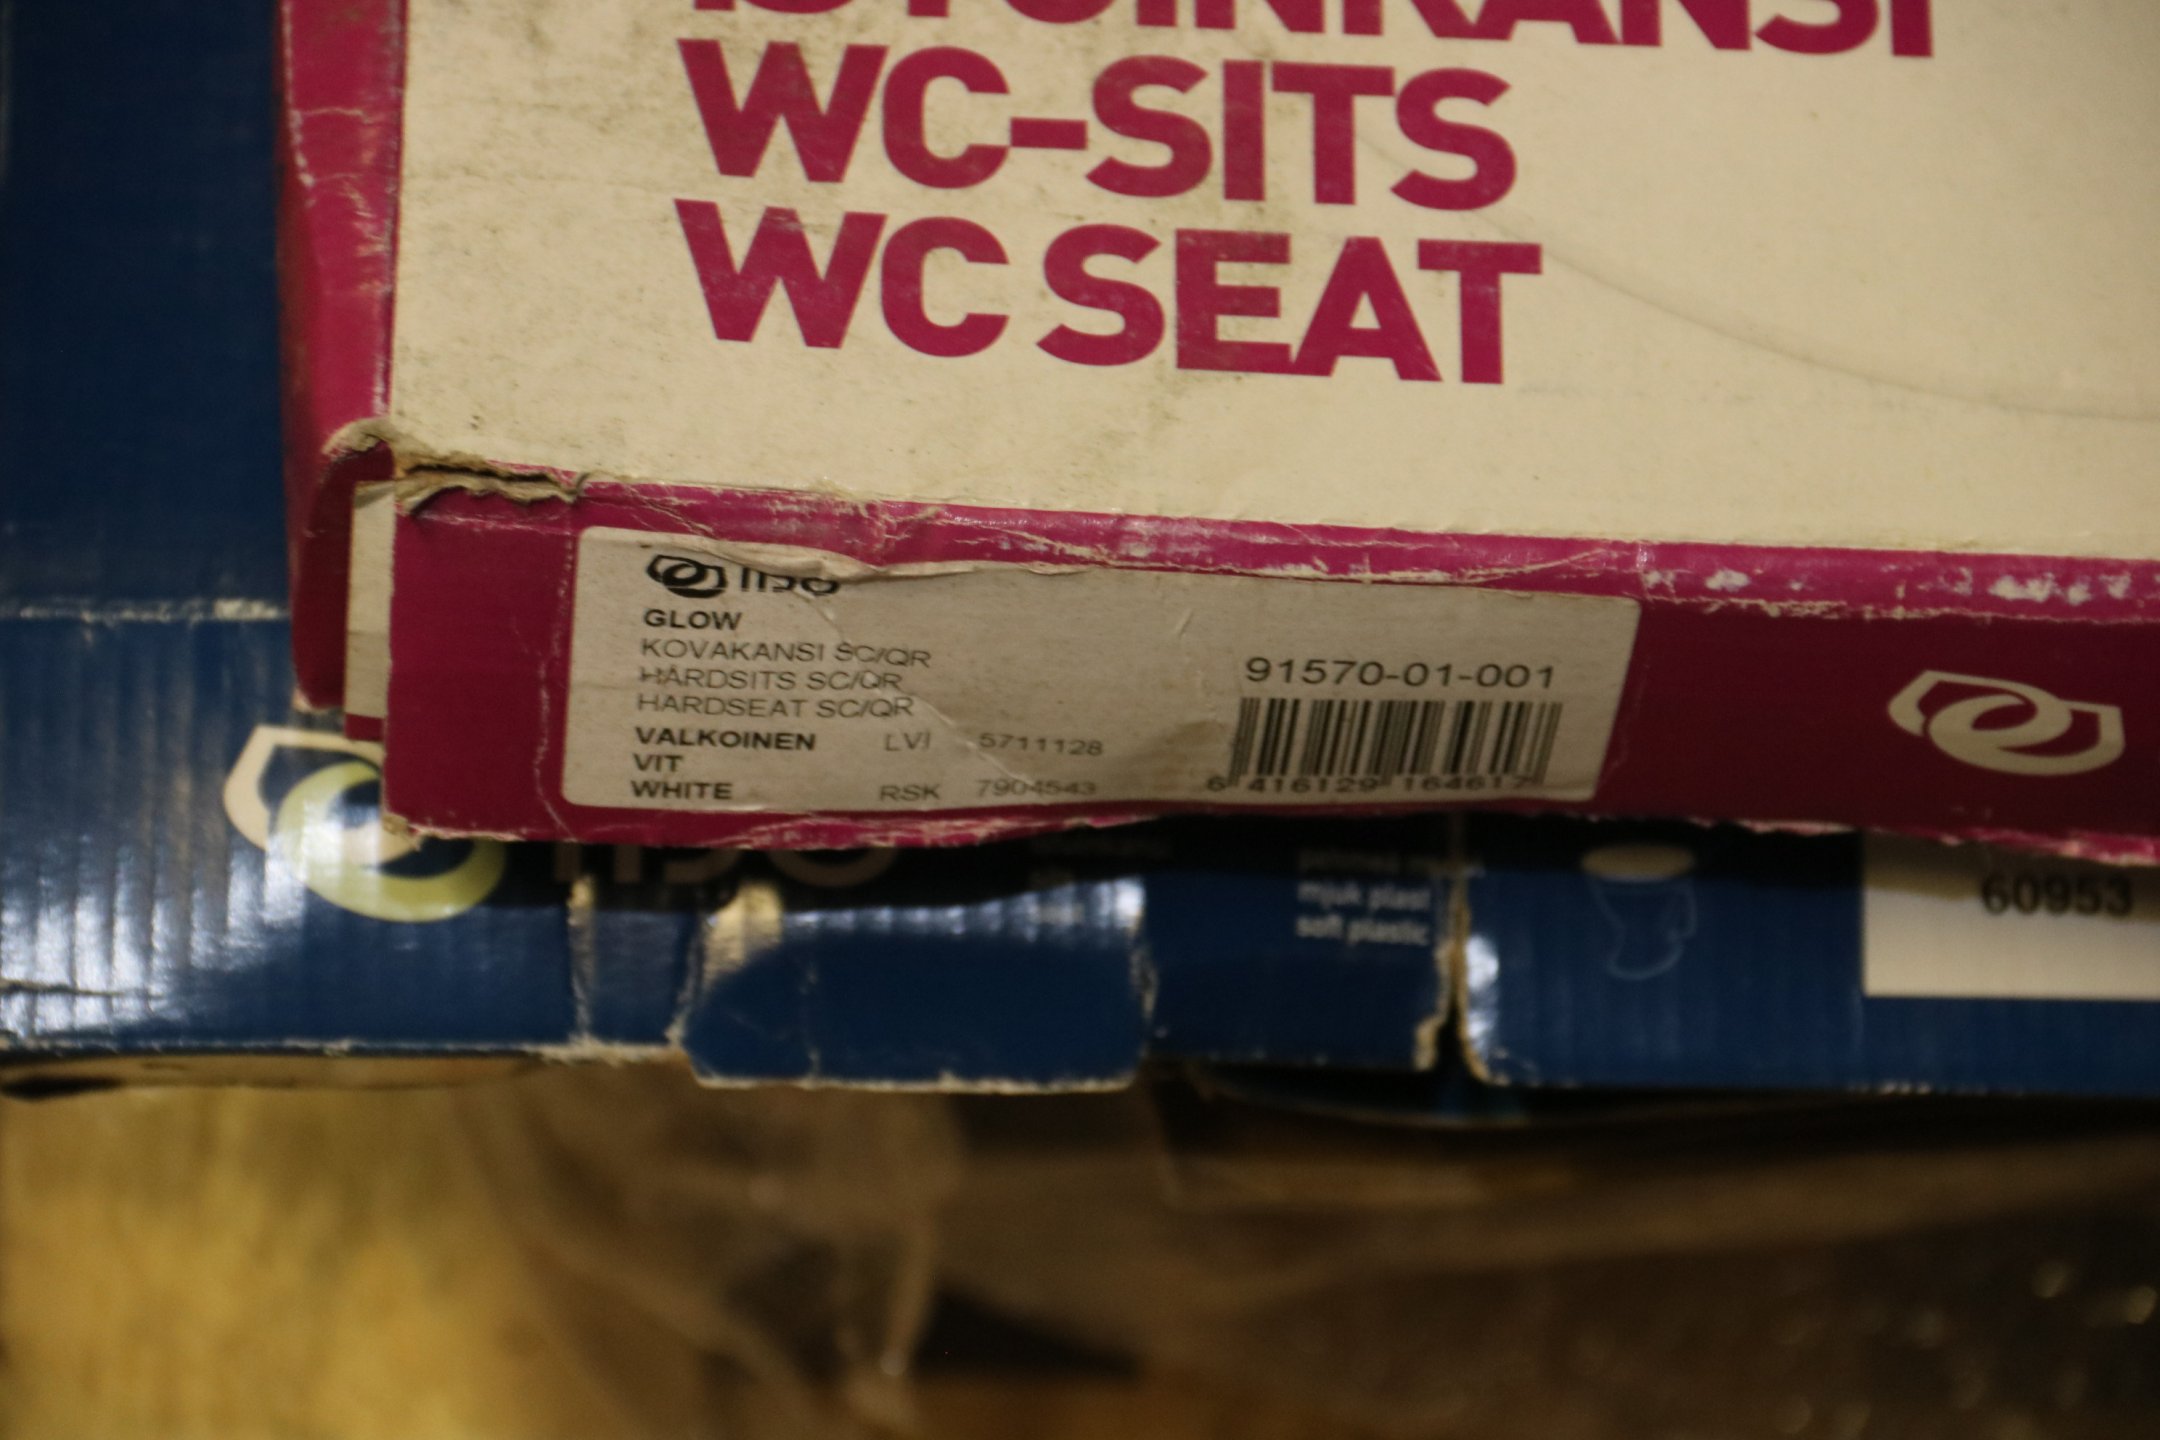 ISTUINKANSI
WC-SITS
WC SEAT
GLOW
KOVAKANSI SC/QR
HÅRDSITS SC/QR
HARDSEAT SC/QR
VALKOINEN LVI 5711128
VIT
WHITE RSK 7904543
91570-01-001
6 416129 164617
mjuk plast
soft plastic
60953